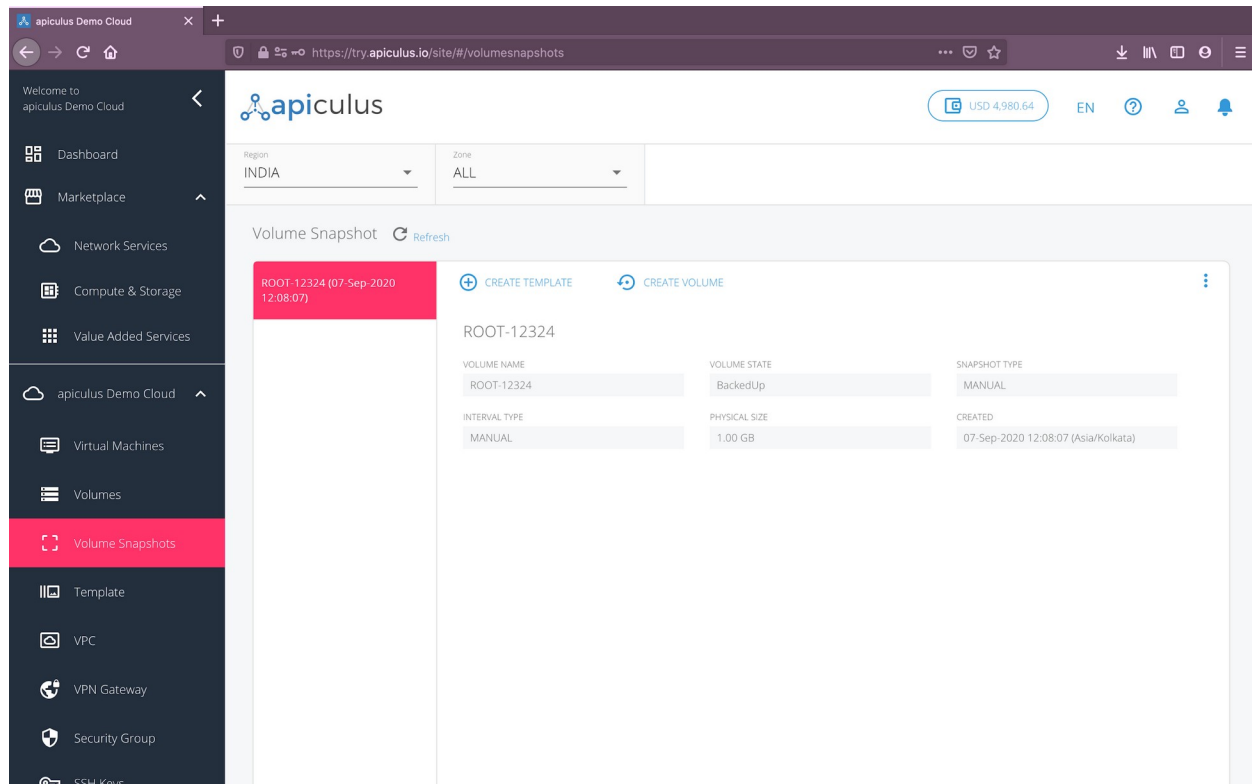 apiculus Demo Cloud
https://try.apiculus.io/site/#/volumesnapshots
Welcome to
apiculus Demo Cloud
Dashboard
Marketplace
Network Services
Compute & Storage
Value Added Services
apiculus Demo Cloud
Virtual Machines
Volumes
Volume Snapshots
Template
VPC
VPN Gateway
Security Group
SSH Keys
apiculus
USD 4,980.64
EN
Region
INDIA
Zone
ALL
Volume Snapshot
Refresh
ROOT-12324 (07-Sep-2020
12:08:07)
CREATE TEMPLATE
CREATE VOLUME
ROOT-12324
VOLUME NAME
ROOT-12324
VOLUME STATE
BackedUp
SNAPSHOT TYPE
MANUAL
INTERVAL TYPE
MANUAL
PHYSICAL SIZE
1.00 GB
CREATED
07-Sep-2020 12:08:07 (Asia/Kolkata)